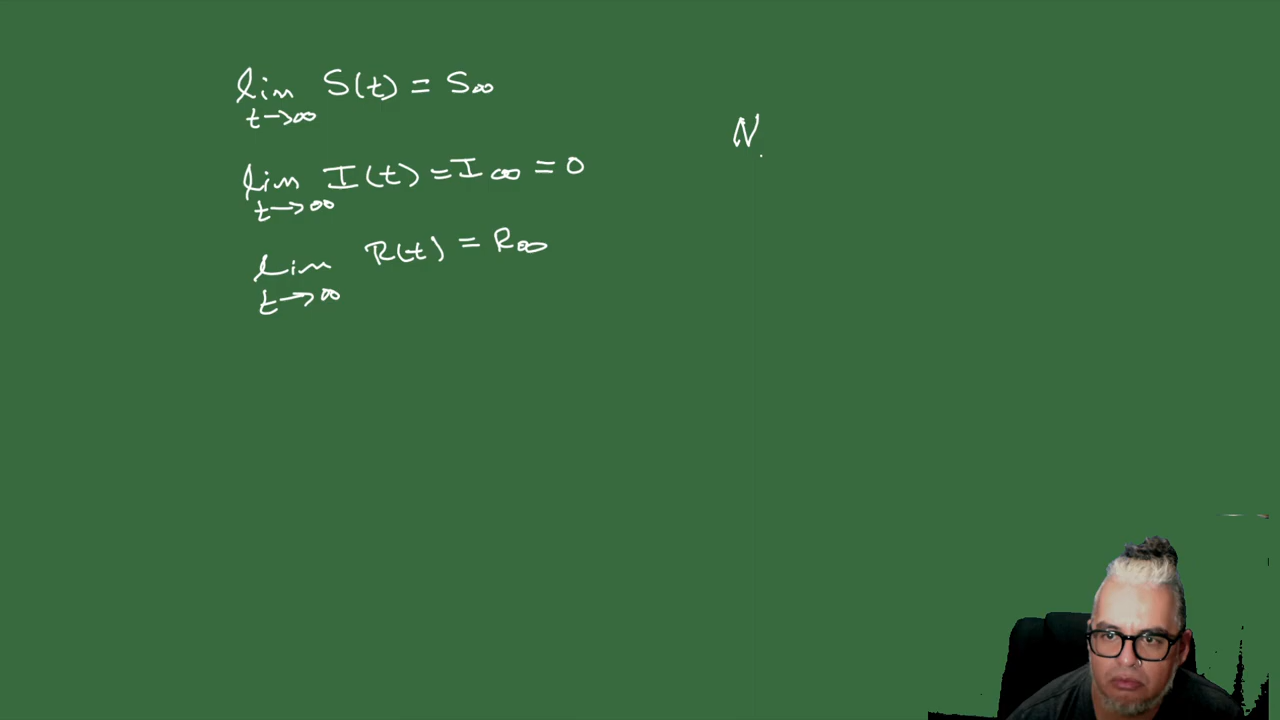 lim S(t) = S∞
t→∞
N.
lim I(t) = I∞ = 0
t→∞
lim R(t) = R∞
t→∞